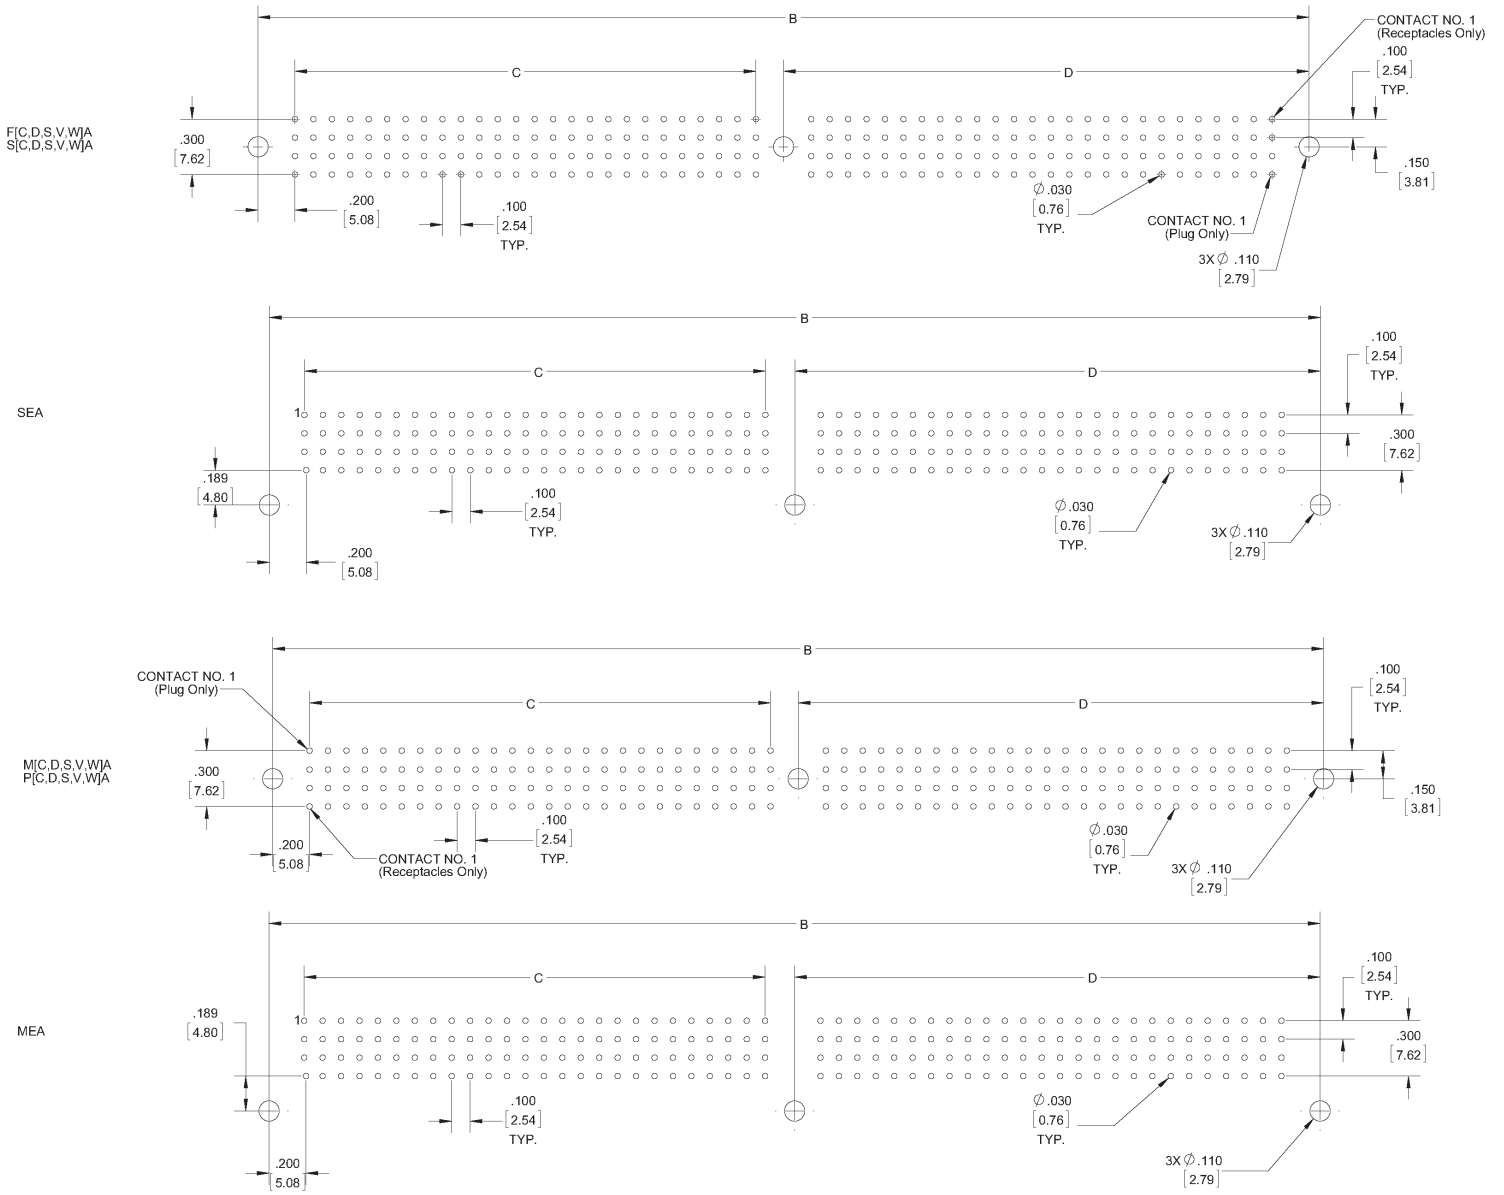 B
CONTACT NO. 1
(Receptacles Only)
C
D
.100
[2.54]
TYP.
F[C,D,S,V,W]A
S[C,D,S,V,W]A
.300
[7.62]
.150
[3.81]
.200
[5.08]
.100
[2.54]
TYP.
Ø .030
[0.76]
TYP.
CONTACT NO. 1
(Plug Only)
3X Ø .110
[2.79]
B
C
D
.100
[2.54]
TYP.
SEA
1
.300
[7.62]
.189
[4.80]
.100
[2.54]
TYP.
Ø .030
[0.76]
TYP.
3X Ø .110
[2.79]
.200
[5.08]
B
CONTACT NO. 1
(Plug Only)
C
D
.100
[2.54]
TYP.
M[C,D,S,V,W]A
P[C,D,S,V,W]A
.300
[7.62]
.150
[3.81]
.200
[5.08]
CONTACT NO. 1
(Receptacles Only)
.100
[2.54]
TYP.
Ø .030
[0.76]
TYP.
3X Ø .110
[2.79]
B
C
D
.100
[2.54]
TYP.
MEA
.189
[4.80]
1
.300
[7.62]
.100
[2.54]
TYP.
Ø .030
[0.76]
TYP.
3X Ø .110
[2.79]
.200
[5.08]